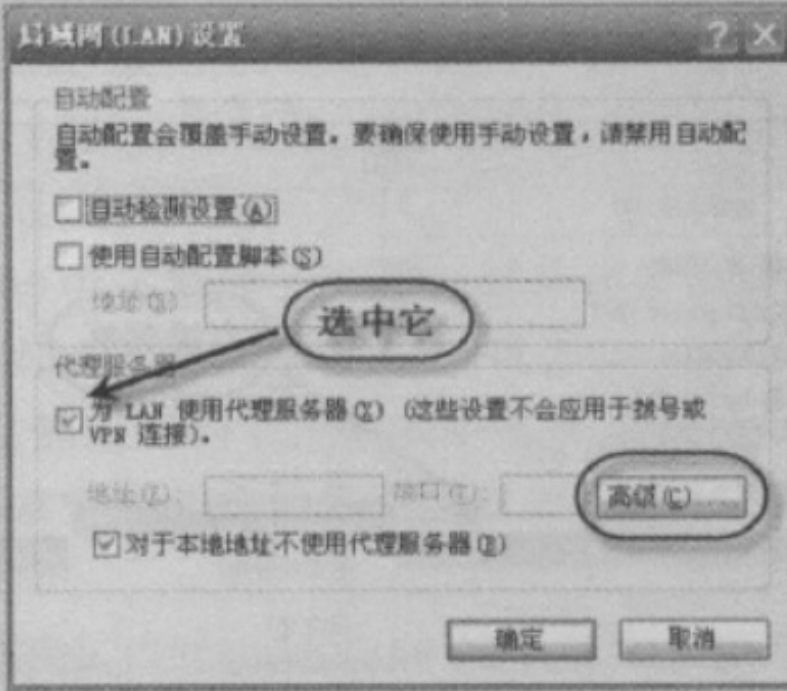 局域网(LAN)设置
自动配置
自动配置会覆盖手动设置。要确保使用手动设置，请禁用自动配
置。
自动检测设置(A)
使用自动配置脚本(S)
地址(R)
选中它
代理服务器
为 LAN 使用代理服务器(X) (这些设置不会应用于拨号或
VPN 连接)。
地址(E): 端口(T): 高级(C)
对于本地地址不使用代理服务器(B)
确定 取消